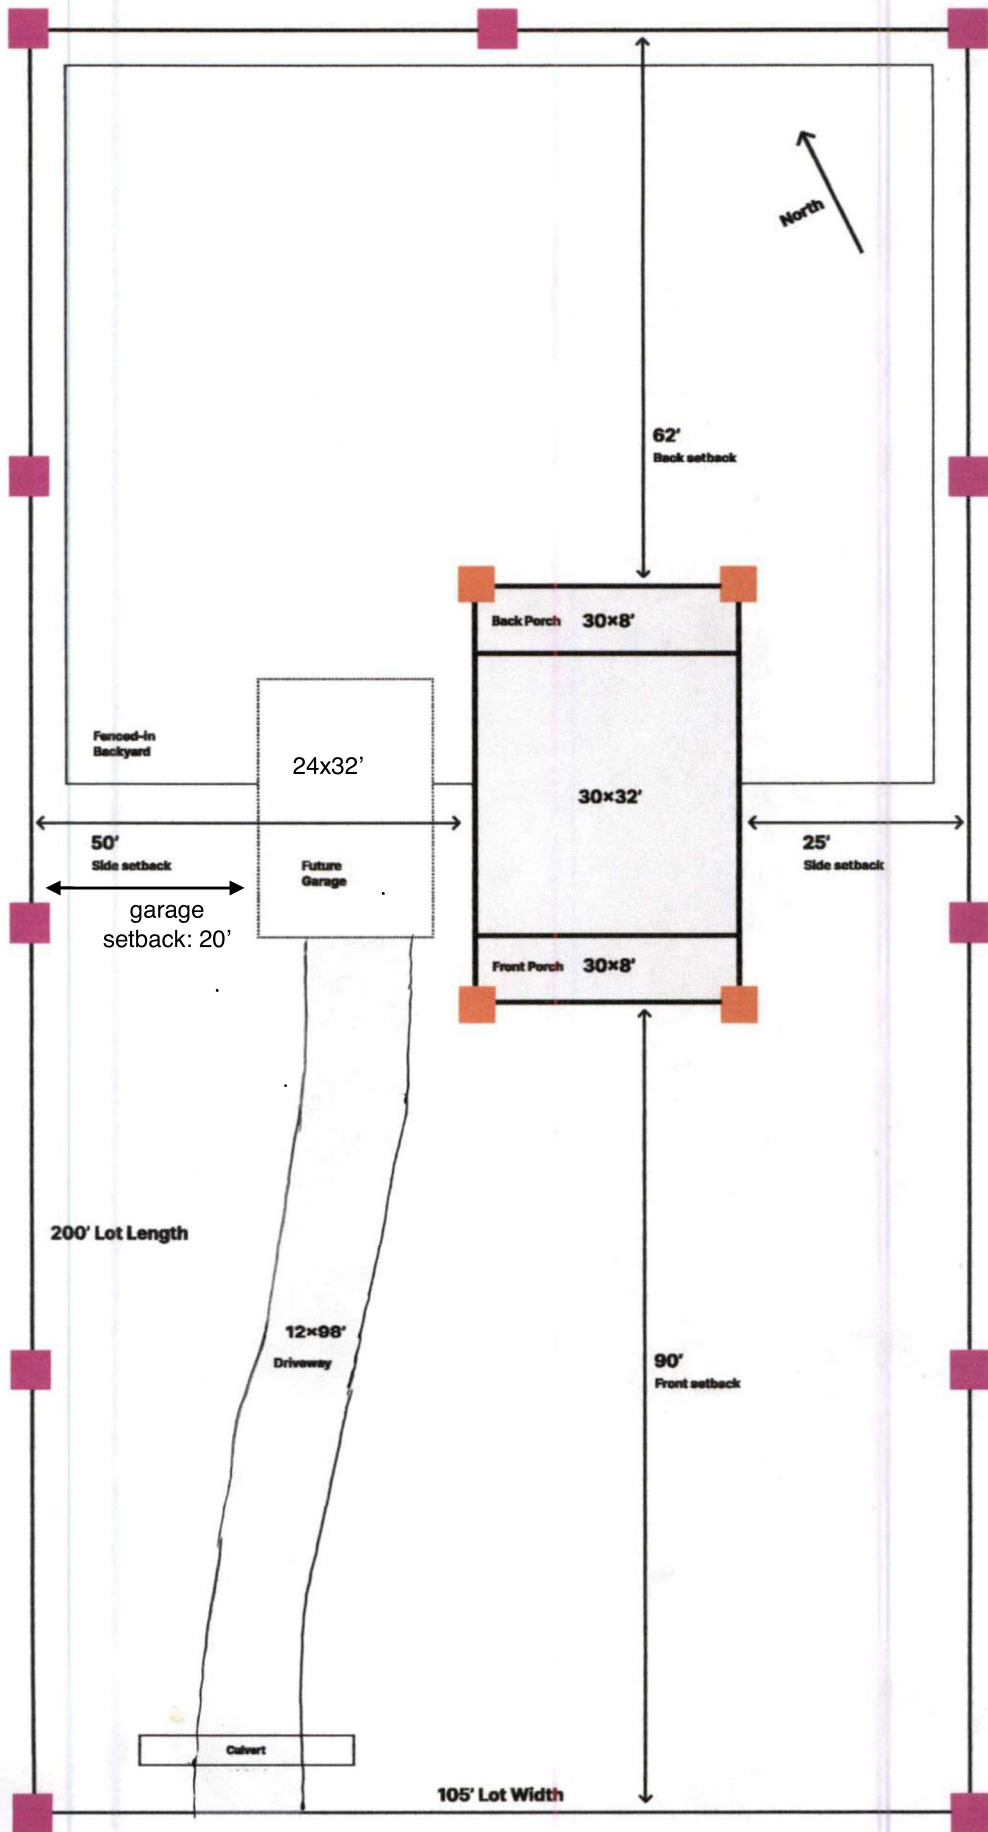 North
62'
Back setback
Back Porch 30×8'
Fenced-in
Backyard
24x32'
30×32'
50'
Side setback
25'
Side setback
Future
Garage
garage
setback: 20'
Front Porch 30×8'
200' Lot Length
12×98'
Driveway
90'
Front setback
Culvert
105' Lot Width